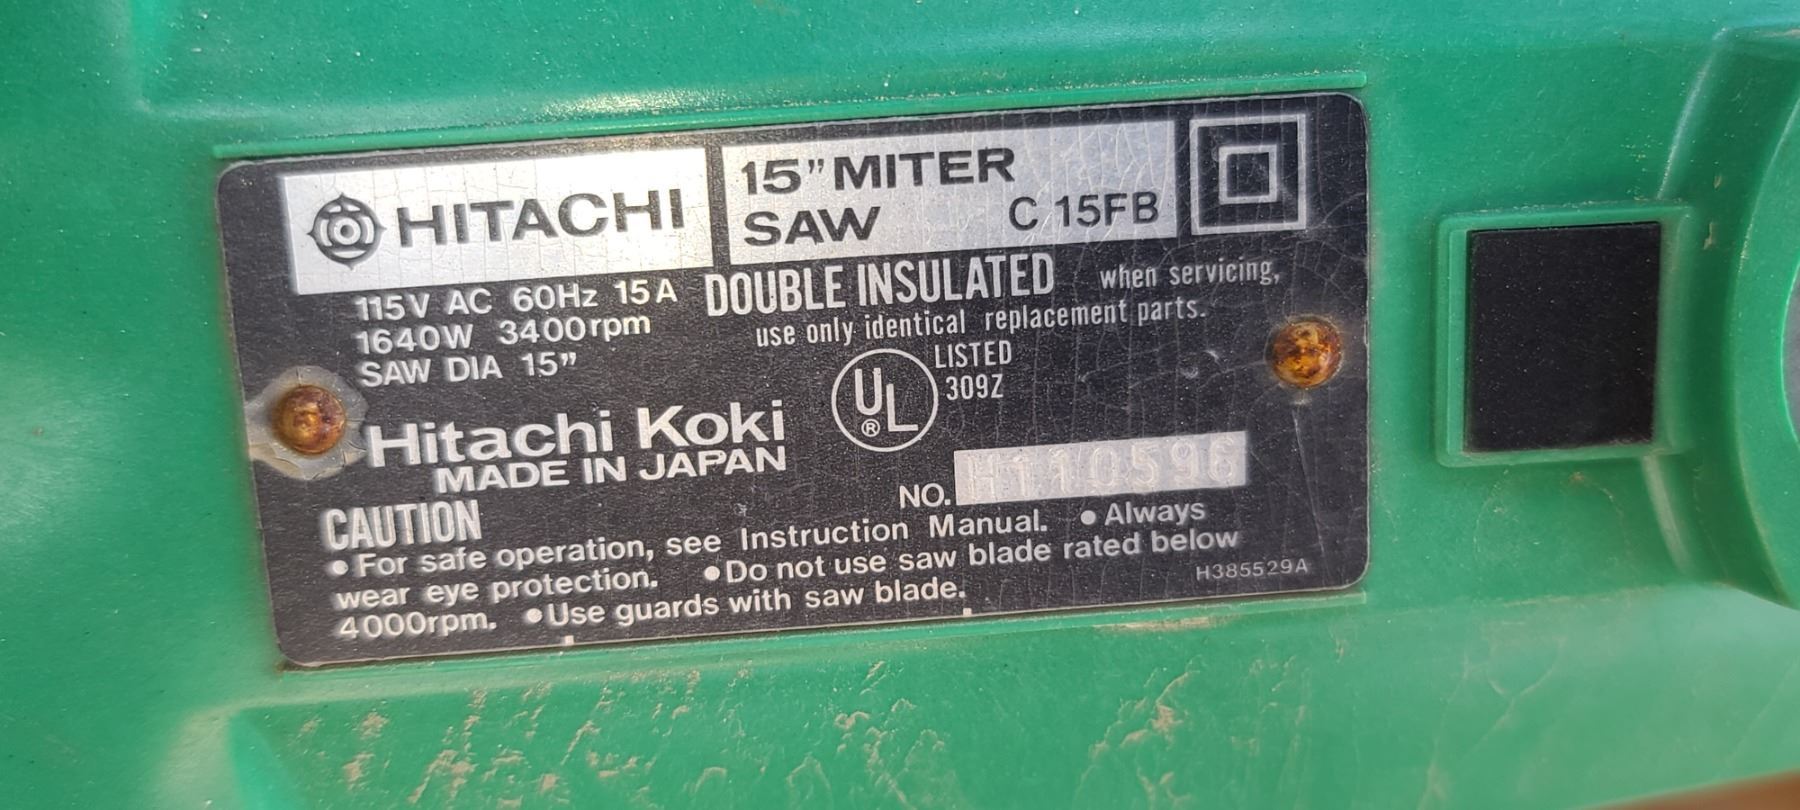 HITACHI
15" MITER
SAW C 15FB
115V AC 60Hz 15A
1640W 3400rpm
SAW DIA 15"
DOUBLE INSULATED when servicing,
use only identical replacement parts.
UL ® LISTED
309Z
Hitachi Koki
MADE IN JAPAN
NO. H110596
CAUTION
• For safe operation, see Instruction Manual. • Always
wear eye protection. • Do not use saw blade rated below
4000rpm. • Use guards with saw blade.
H385529A